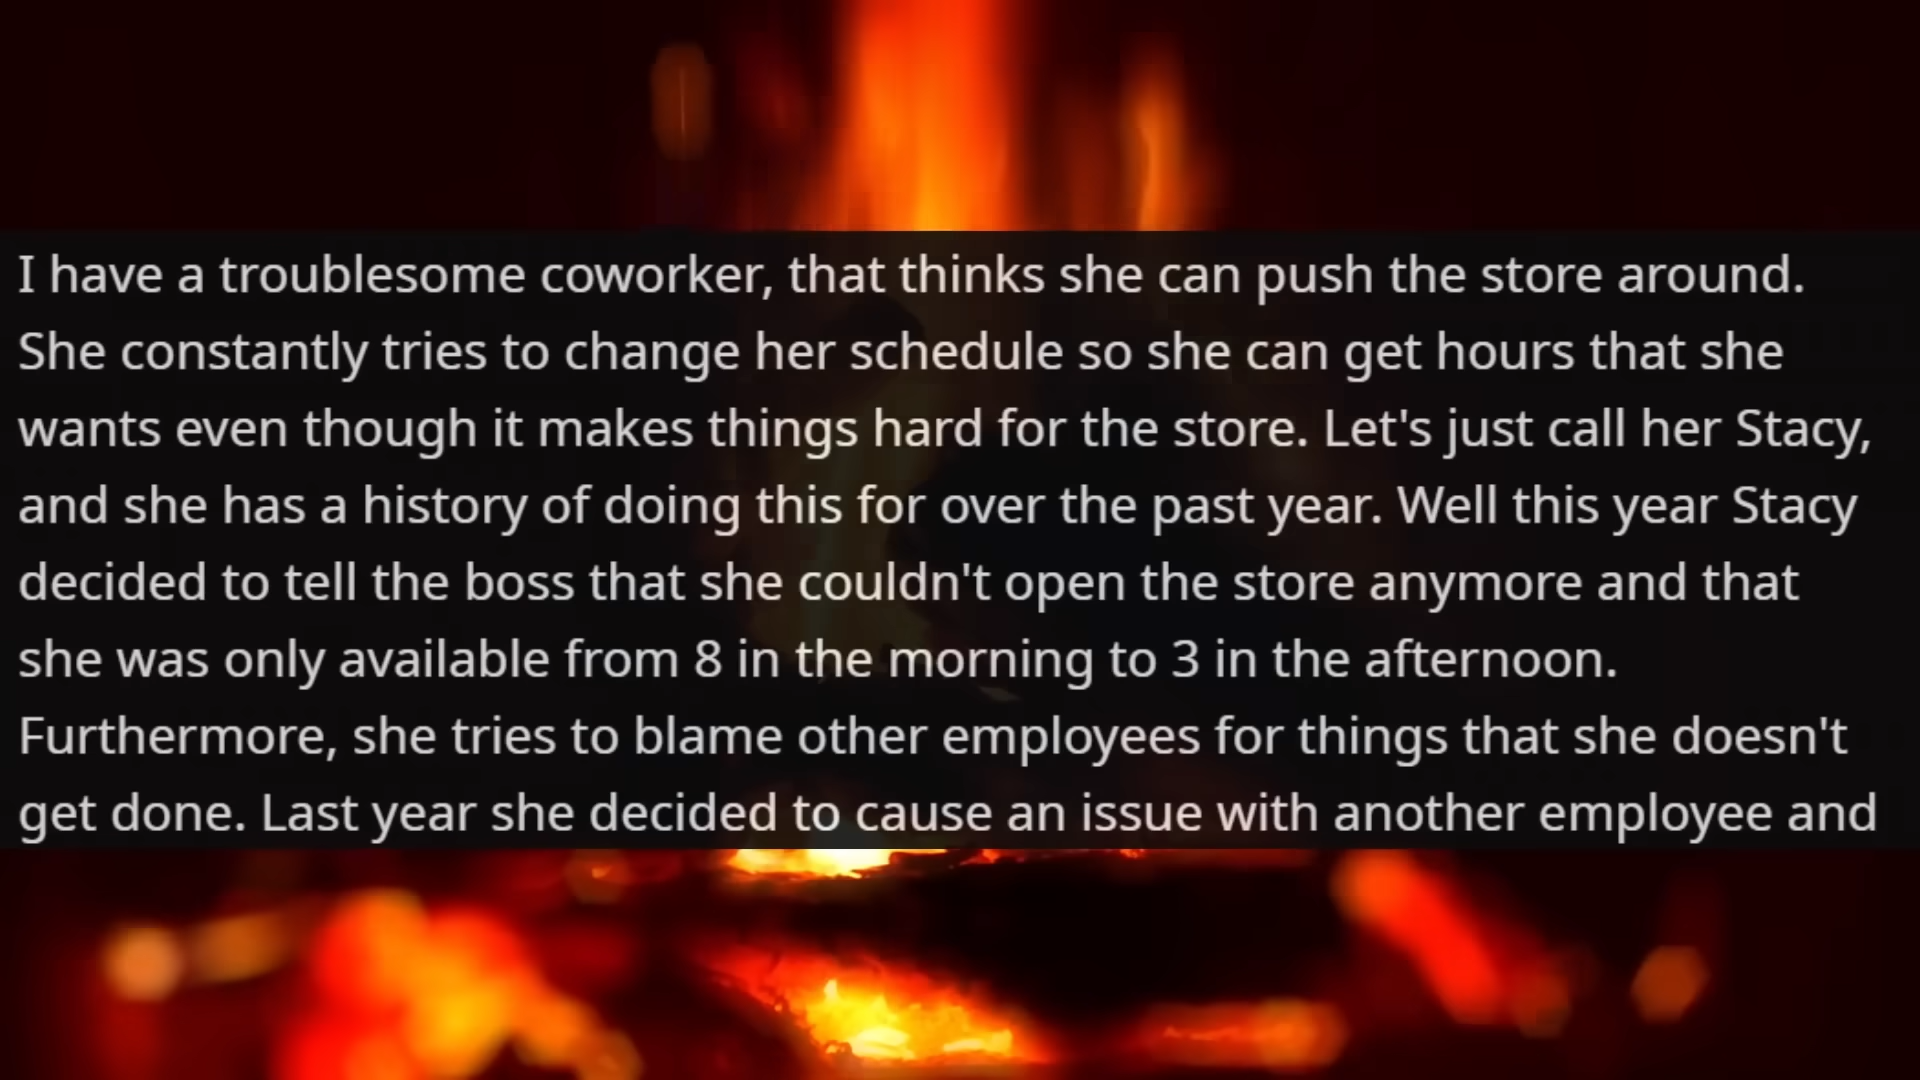 I have a troublesome coworker, that thinks she can push the store around.
She constantly tries to change her schedule so she can get hours that she
wants even though it makes things hard for the store. Let's just call her Stacy,
and she has a history of doing this for over the past year. Well this year Stacy
decided to tell the boss that she couldn't open the store anymore and that
she was only available from 8 in the morning to 3 in the afternoon.
Furthermore, she tries to blame other employees for things that she doesn't
get done. Last year she decided to cause an issue with another employee and